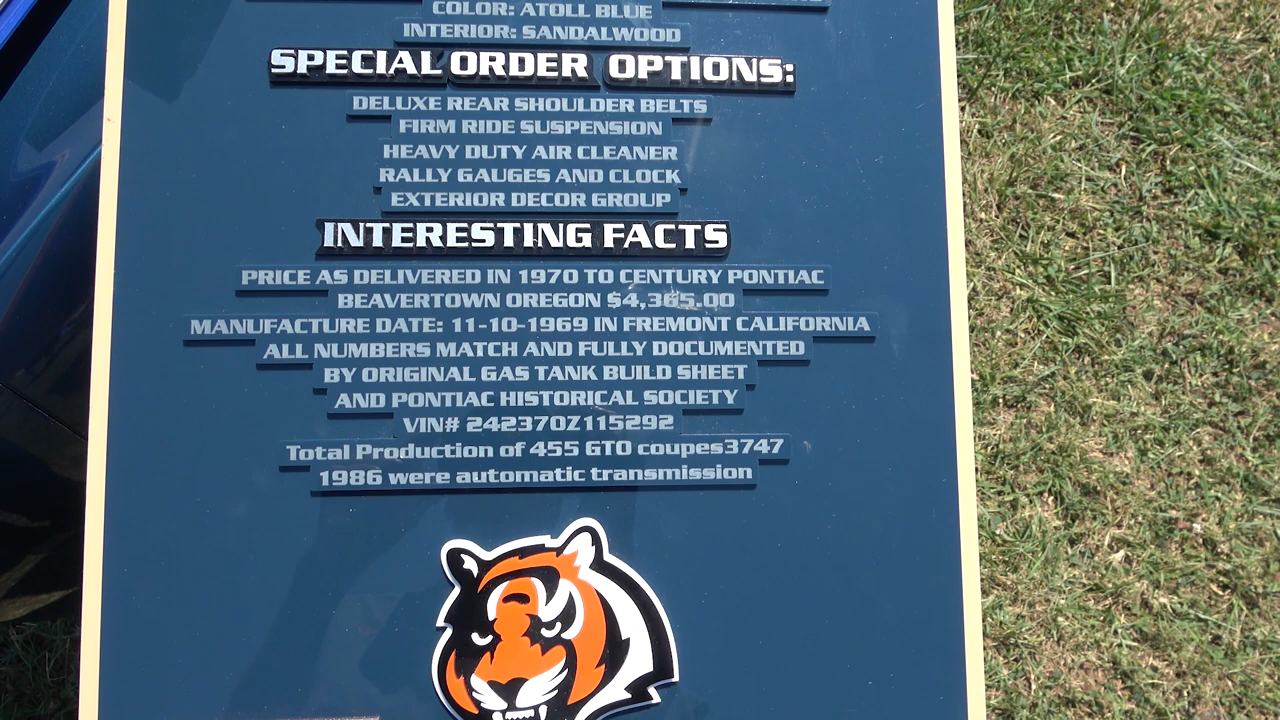 COLOR: ATOLL BLUE
INTERIOR: SANDALWOOD
SPECIAL ORDER OPTIONS:
DELUXE REAR SHOULDER BELTS
FIRM RIDE SUSPENSION
HEAVY DUTY AIR CLEANER
RALLY GAUGES AND CLOCK
EXTERIOR DECOR GROUP
INTERESTING FACTS
PRICE AS DELIVERED IN 1970 TO CENTURY PONTIAC
BEAVERTOWN OREGON $4,365.00
MANUFACTURE DATE: 11-10-1969 IN FREMONT CALIFORNIA
ALL NUMBERS MATCH AND FULLY DOCUMENTED
BY ORIGINAL GAS TANK BUILD SHEET
AND PONTIAC HISTORICAL SOCIETY
VIN# 242370Z115292
Total Production of 455 GTO coupes3747
1986 were automatic transmission